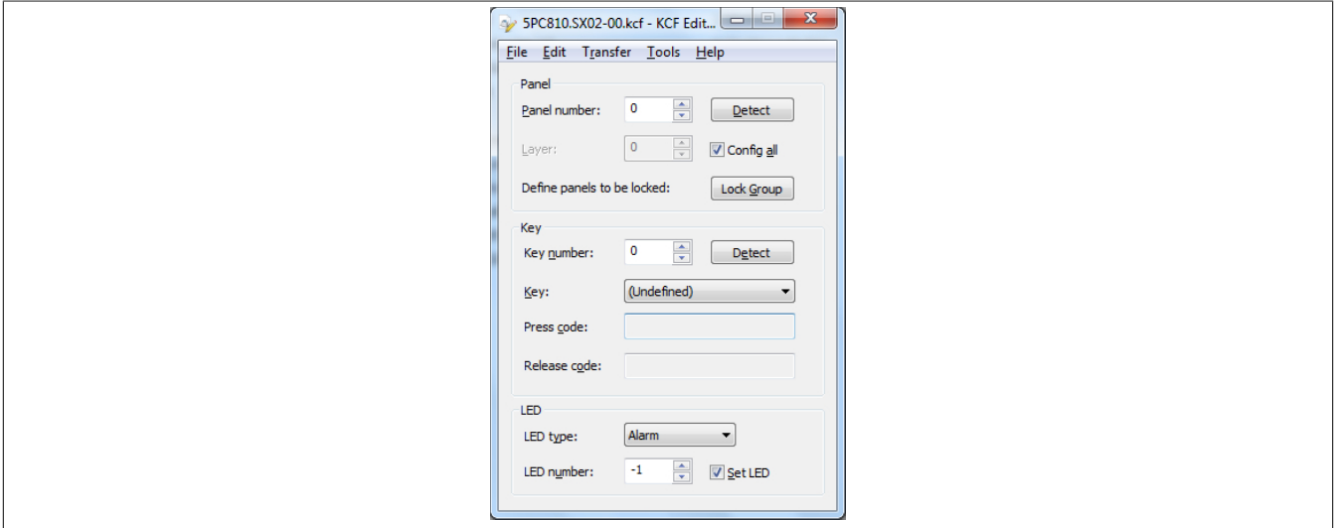 5PC810.SX02-00.kcf - KCF Edit...
File Edit Transfer Tools Help
Panel
Panel number: 0 Detect
Layer: 0 Config all
Define panels to be locked: Lock Group
Key
Key number: 0 Detect
Key: (Undefined)
Press code:
Release code:
LED
LED type: Alarm
LED number: -1 Set LED